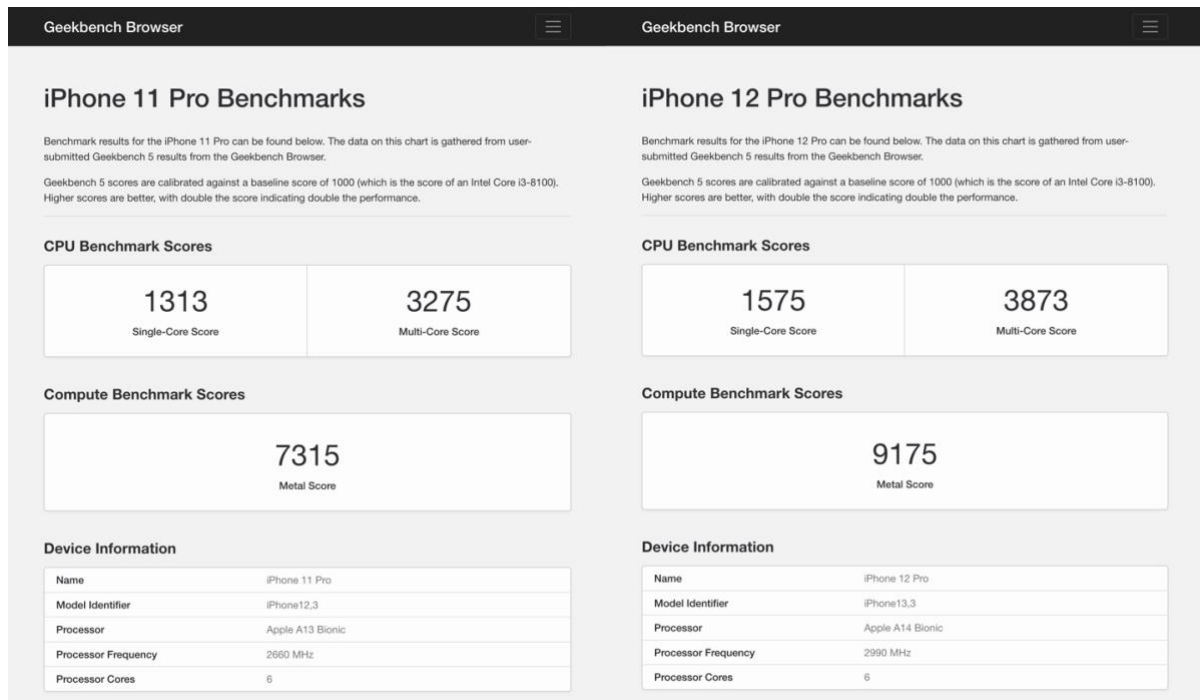 Geekbench Browser
iPhone 11 Pro Benchmarks
Benchmark results for the iPhone 11 Pro can be found below. The data on this chart is gathered from user-
submitted Geekbench 5 results from the Geekbench Browser.
Geekbench 5 scores are calibrated against a baseline score of 1000 (which is the score of an Intel Core i3-8100).
Higher scores are better, with double the score indicating double the performance.
CPU Benchmark Scores
1313 3275
Single-Core Score Multi-Core Score
Compute Benchmark Scores
7315
Metal Score
Device Information
Name iPhone 11 Pro
Model Identifier iPhone12,3
Processor Apple A13 Bionic
Processor Frequency 2660 MHz
Processor Cores 6
Geekbench Browser
iPhone 12 Pro Benchmarks
Benchmark results for the iPhone 12 Pro can be found below. The data on this chart is gathered from user-
submitted Geekbench 5 results from the Geekbench Browser.
Geekbench 5 scores are calibrated against a baseline score of 1000 (which is the score of an Intel Core i3-8100).
Higher scores are better, with double the score indicating double the performance.
CPU Benchmark Scores
1575 3873
Single-Core Score Multi-Core Score
Compute Benchmark Scores
9175
Metal Score
Device Information
Name iPhone 12 Pro
Model Identifier iPhone13,3
Processor Apple A14 Bionic
Processor Frequency 2990 MHz
Processor Cores 6